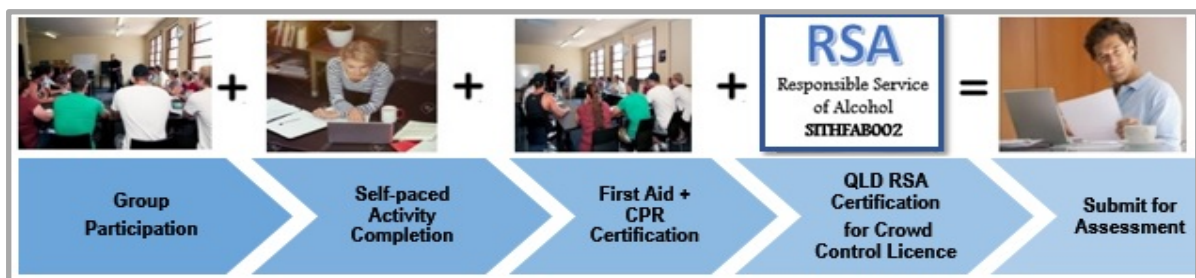 RSA
Responsible Service
of Alcohol
SITHFAB002
Group
Participation
Self-paced
Activity
Completion
First Aid +
CPR
Certification
QLD RSA
Certification
for Crowd
Control Licence
Submit for
Assessment